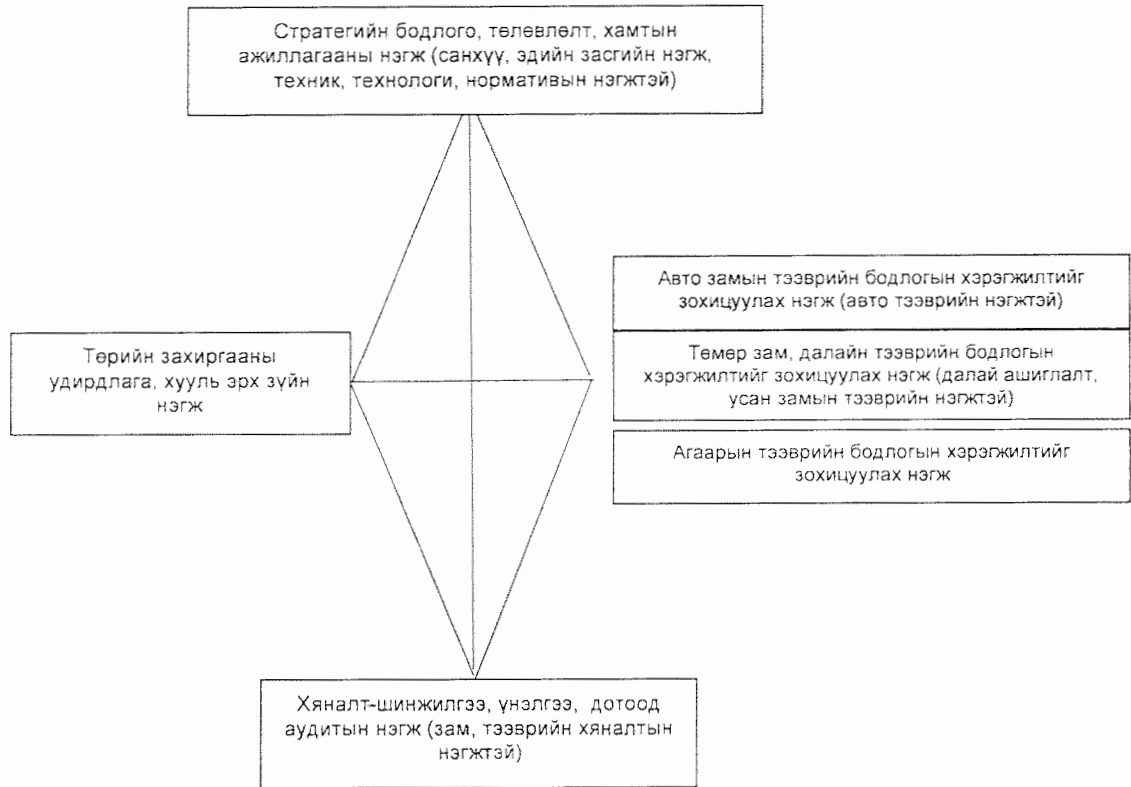 Стратегийн бодлого, төлөвлөлт, хамтын
ажиллагааны нэгж (санхүү, эдийн засгийн нэгж,
техник, технологи, нормативын нэгжтэй)
Авто замын тээврийн бодлогын хэрэгжилтийг
зохицуулах нэгж (авто тээврийн нэгжтэй)
Төрийн захиргааны
удирдлага, хууль эрх зүйн
нэгж
Төмөр зам, далайн тээврийн бодлогын
хэрэгжилтийг зохицуулах нэгж (далай ашиглалт,
усан замын тээврийн нэгжтэй)
Агаарын тээврийн бодлогын хэрэгжилтийг
зохицуулах нэгж
Хяналт-шинжилгээ, үнэлгээ, дотоод
аудитын нэгж (зам, тээврийн хяналтын
нэгжтэй)